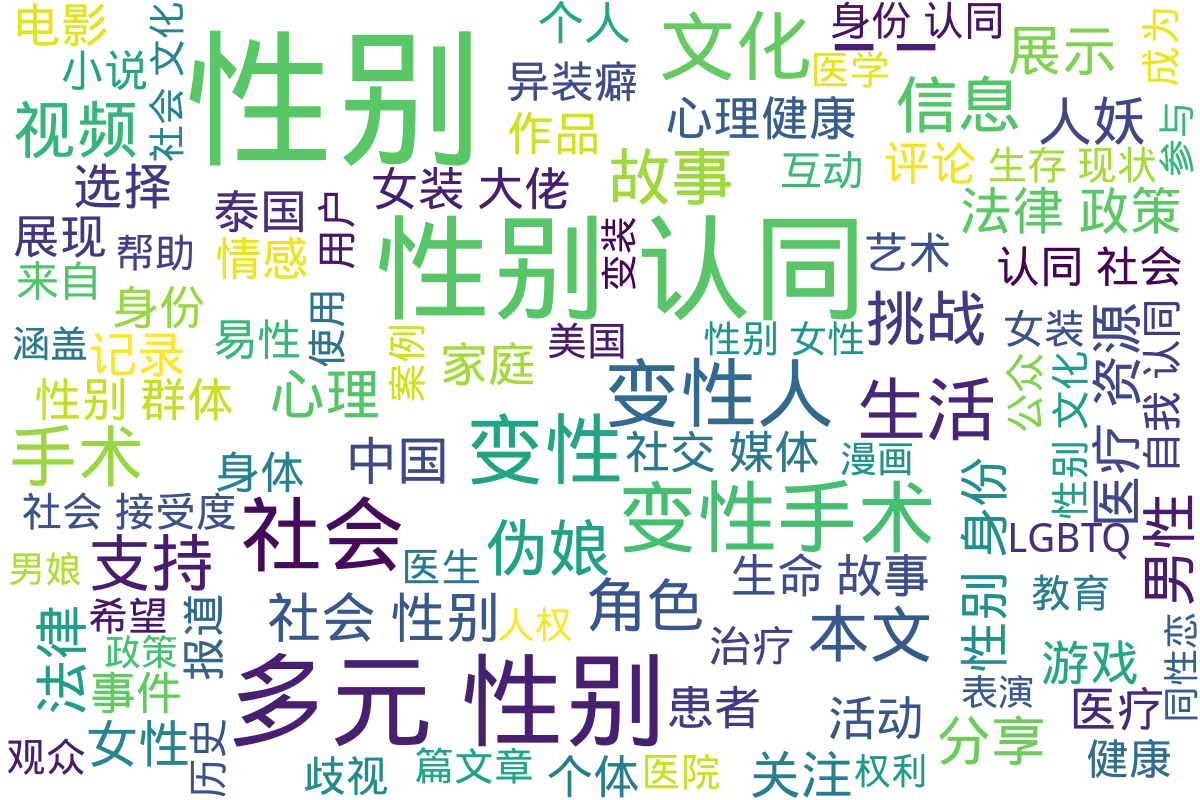 电影
小说
社会 文化
视频
性别
个人
文化
身份 认同
展示
成为
异装癖
医学
信息
作品
心理健康
人妖
参与
选择
女装 大佬
故事
互动
评论
生存 现状
泰国
用户
法律 政策
展现
帮助
情感
性别认同
变装
艺术
认同 社会
来自
身份
涵盖
记录
易性
使用
案例
家庭
美国
性别 女性
挑战
女装
医疗 资源
自我 认同
公众
性别 文化
性别 群体
心理
变性人
生活
手术
身体
中国
变性
社交 媒体
漫画
性别 身份
社会 接受度
社会
伪娘
变性手术
LGBTQ
男性
男娘
支持
医生
生命 故事
教育
希望
法律
报道
社会 性别
人权
角色
治疗
本文
同性恋
政策
事件
多元 性别
患者
活动
游戏
表演
医疗
观众
女性
历史
歧视
篇文章
个体
医院
关注
权利
分享
健康
一 一